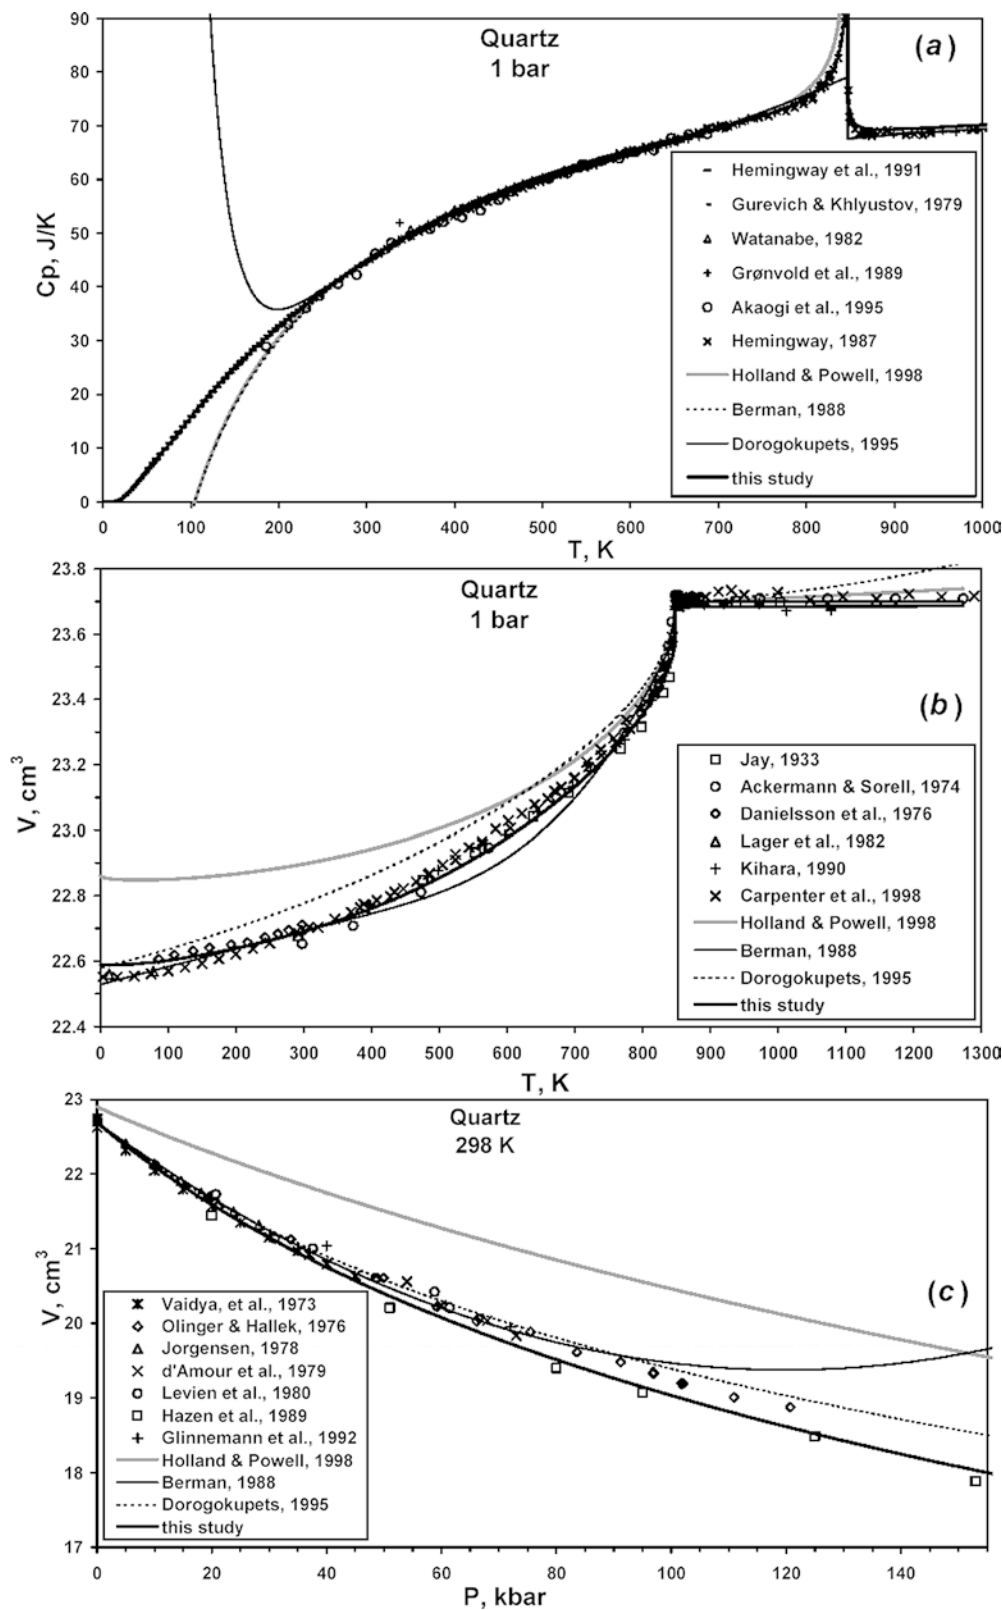 Quartz
1 bar
(a)
90
80
70
60
50
40
30
20
10
0
Cp, J/K
Hemingway et al., 1991
Gurevich & Khlyustov, 1979
Watanabe, 1982
Grønvold et al., 1989
Akaogi et al., 1995
Hemingway, 1987
Holland & Powell, 1998
Berman, 1988
Dorogokupets, 1995
this study
0 100 200 300 400 500 600 700 800 900 1000
T, K
Quartz
1 bar
(b)
23.8
23.6
23.4
23.2
23.0
22.8
22.6
22.4
V, cm³
Jay, 1933
Ackermann & Sorell, 1974
Danielsson et al., 1976
Lager et al., 1982
Kihara, 1990
Carpenter et al., 1998
Holland & Powell, 1998
Berman, 1988
Dorogokupets, 1995
this study
0 100 200 300 400 500 600 700 800 900 1000 1100 1200 1300
T, K
Quartz
298 K
(c)
23
22
21
20
19
18
17
V, cm³
Vaidya, et al., 1973
Olinger & Hallek, 1976
Jorgensen, 1978
d'Amour et al., 1979
Levien et al., 1980
Hazen et al., 1989
Glinnemann et al., 1992
Holland & Powell, 1998
Berman, 1988
Dorogokupets, 1995
this study
0 20 40 60 80 100 120 140
P, kbar